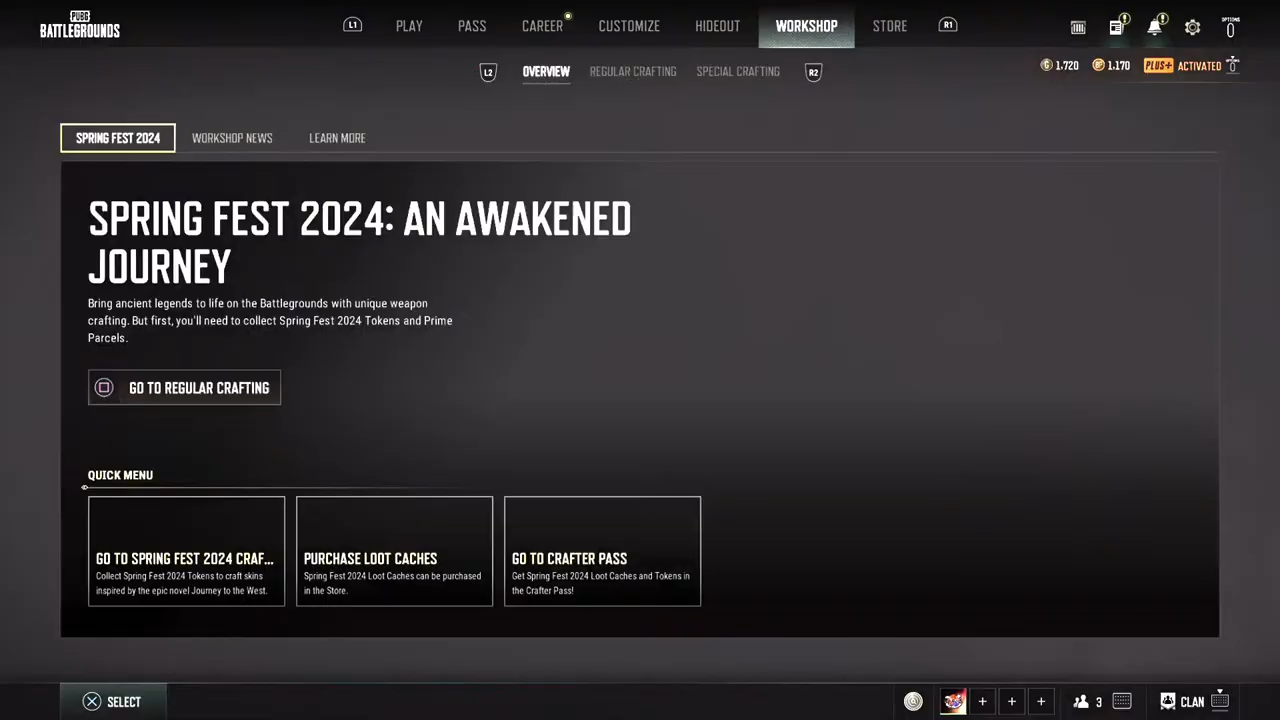 PUBG
BATTLEGROUNDS
L1
PLAY
PASS
CAREER
CUSTOMIZE
HIDEOUT
WORKSHOP
STORE
R1
OPTIONS
L2
OVERVIEW
REGULAR CRAFTING
SPECIAL CRAFTING
R2
G 1.720
1.170
PLUS+ ACTIVATED
SPRING FEST 2024
WORKSHOP NEWS
LEARN MORE
SPRING FEST 2024: AN AWAKENED
JOURNEY
Bring ancient legends to life on the Battlegrounds with unique weapon
crafting. But first, you'll need to collect Spring Fest 2024 Tokens and Prime
Parcels.
GO TO REGULAR CRAFTING
QUICK MENU
GO TO SPRING FEST 2024 CRAF...
Collect Spring Fest 2024 Tokens to craft skins
inspired by the epic novel Journey to the West.
PURCHASE LOOT CACHES
Spring Fest 2024 Loot Caches can be purchased
in the Store.
GO TO CRAFTER PASS
Get Spring Fest 2024 Loot Caches and Tokens in
the Crafter Pass!
SELECT
3
CLAN